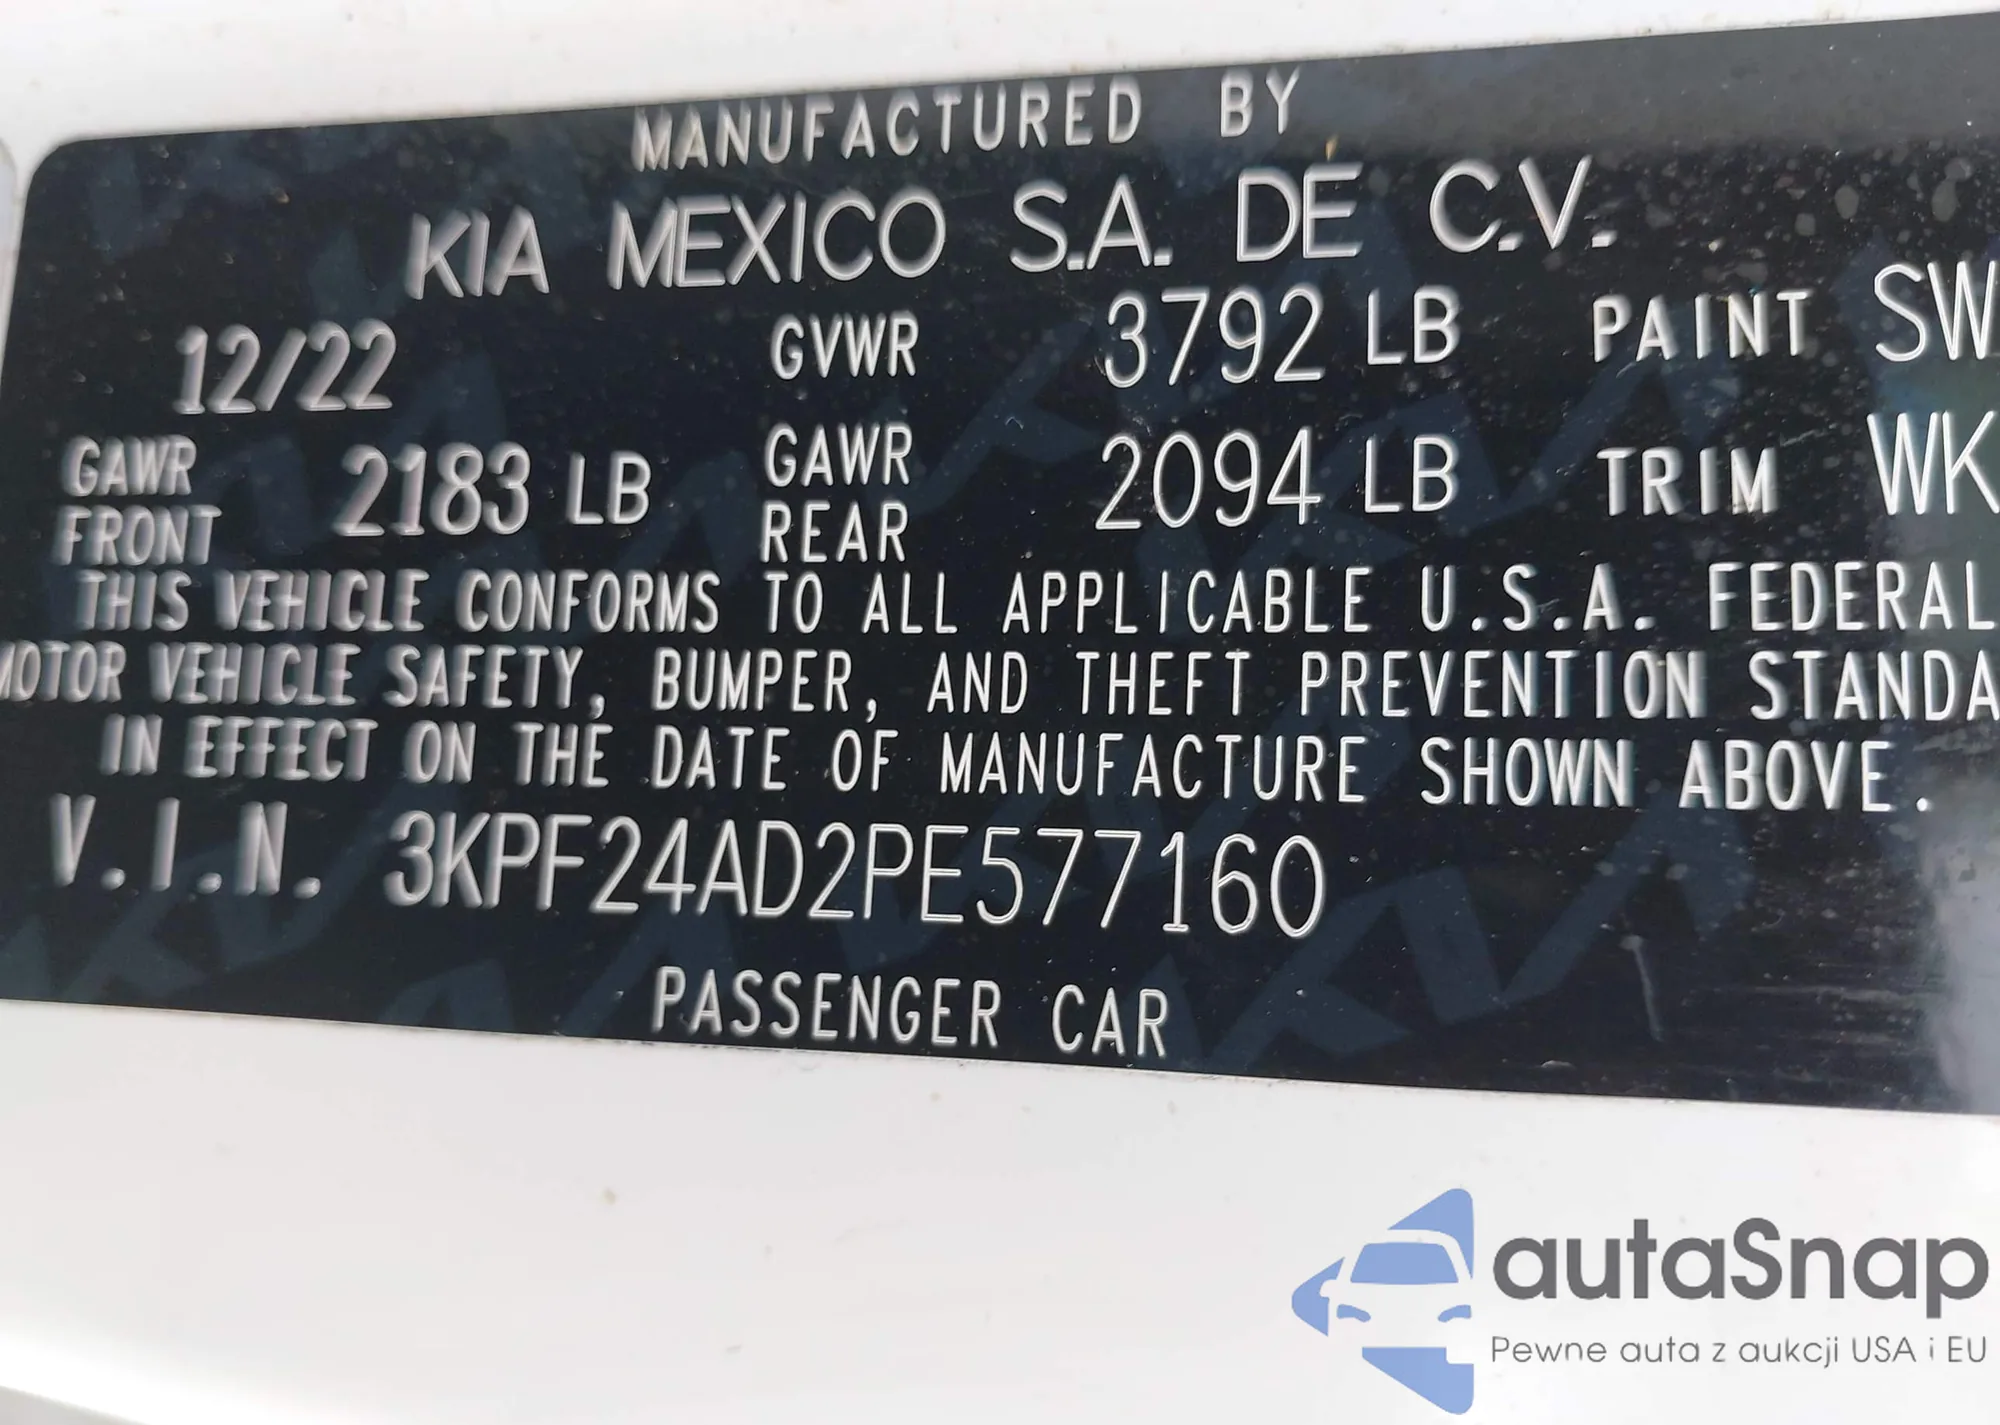 MANUFACTURED BY
KIA MEXICO S.A. DE C.V.
12/22 GVWR 3792 LB PAINT SW
GAWR FRONT 2183 LB GAWR REAR 2094 LB TRIM WK
THIS VEHICLE CONFORMS TO ALL APPLICABLE U.S.A. FEDERAL
MOTOR VEHICLE SAFETY, BUMPER, AND THEFT PREVENTION STANDA
IN EFFECT ON THE DATE OF MANUFACTURE SHOWN ABOVE.
V.I.N. 3KPF24AD2PE577160
PASSENGER CAR
autaSnap
Pewne auta z aukcji USA i EU